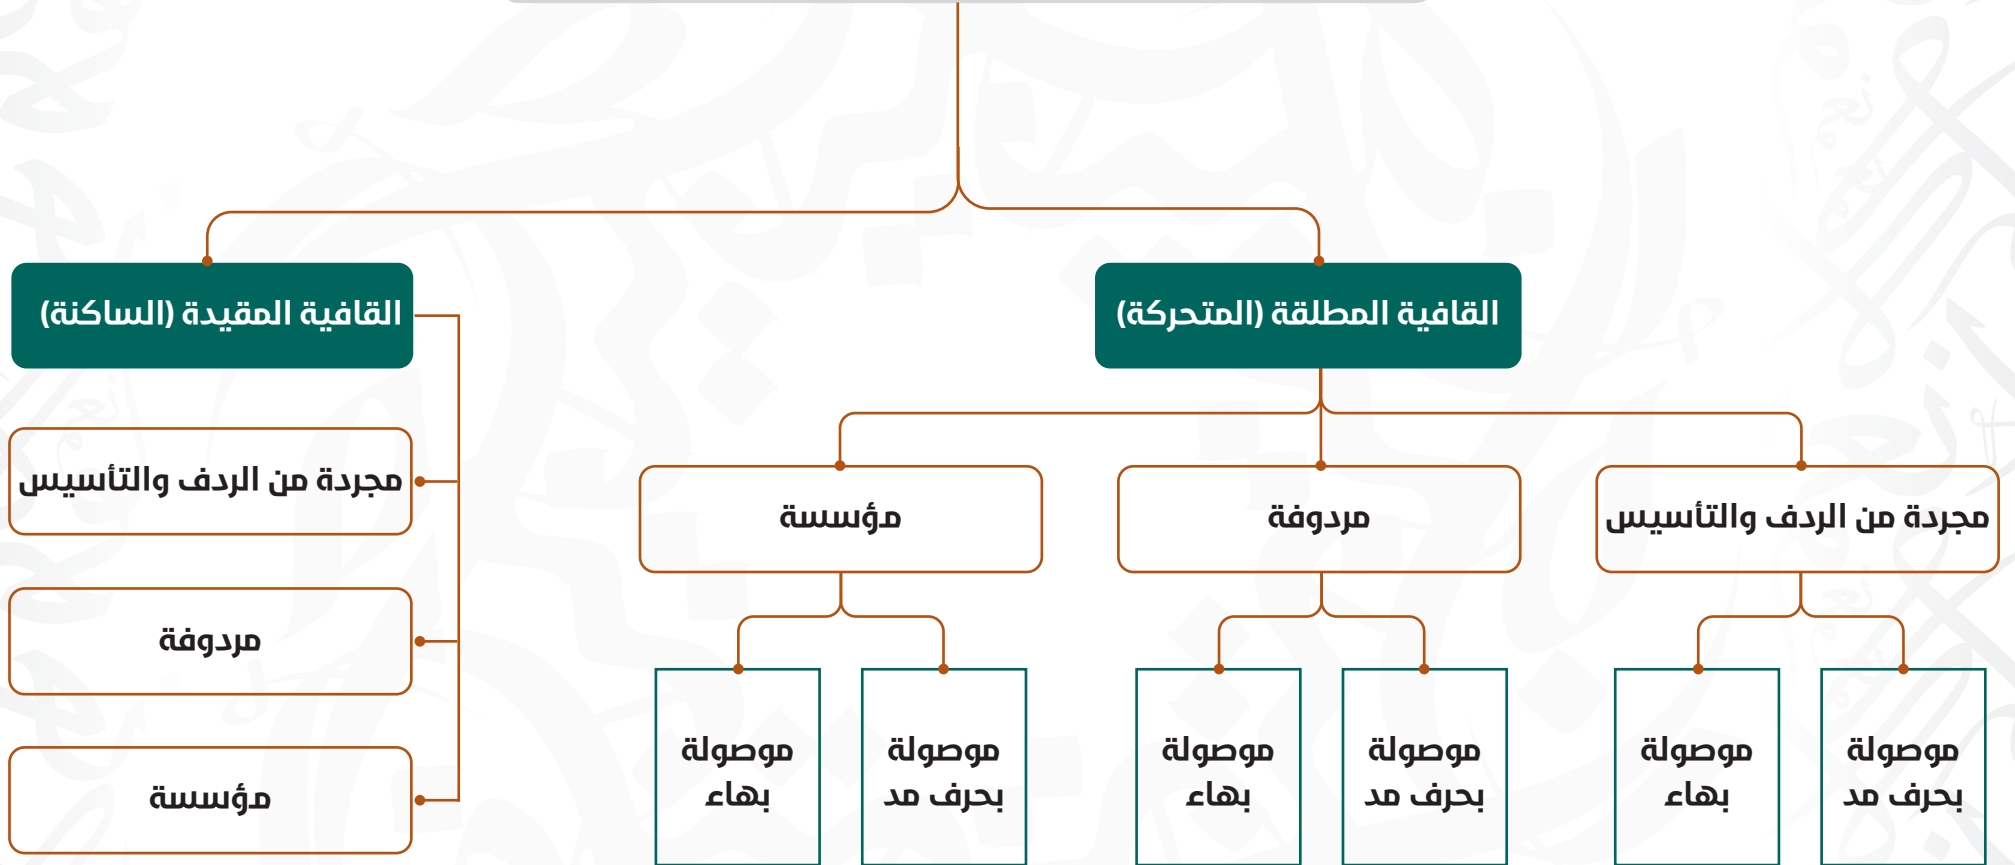 القافية المطلقة (المتحركة)
القافية المقيدة (الساكنة)
مجردة من الردف والتأسيس
مردوفة
مؤسسة
موصولة
بحرف مد
موصولة
بهاء
موصولة
بحرف مد
موصولة
بهاء
موصولة
بحرف مد
موصولة
بهاء
مجردة من الردف والتأسيس
مردوفة
مؤسسة